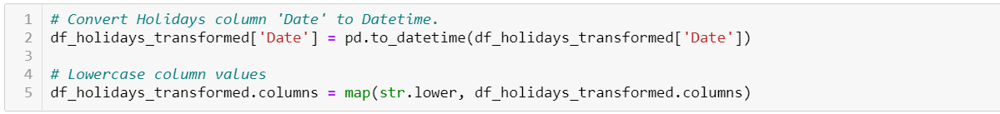 1 # Convert Holidays column 'Date' to Datetime.
2 df_holidays_transformed['Date'] = pd.to_datetime(df_holidays_transformed['Date'])
3
4 # Lowercase column values
5 df_holidays_transformed.columns = map(str.lower, df_holidays_transformed.columns)